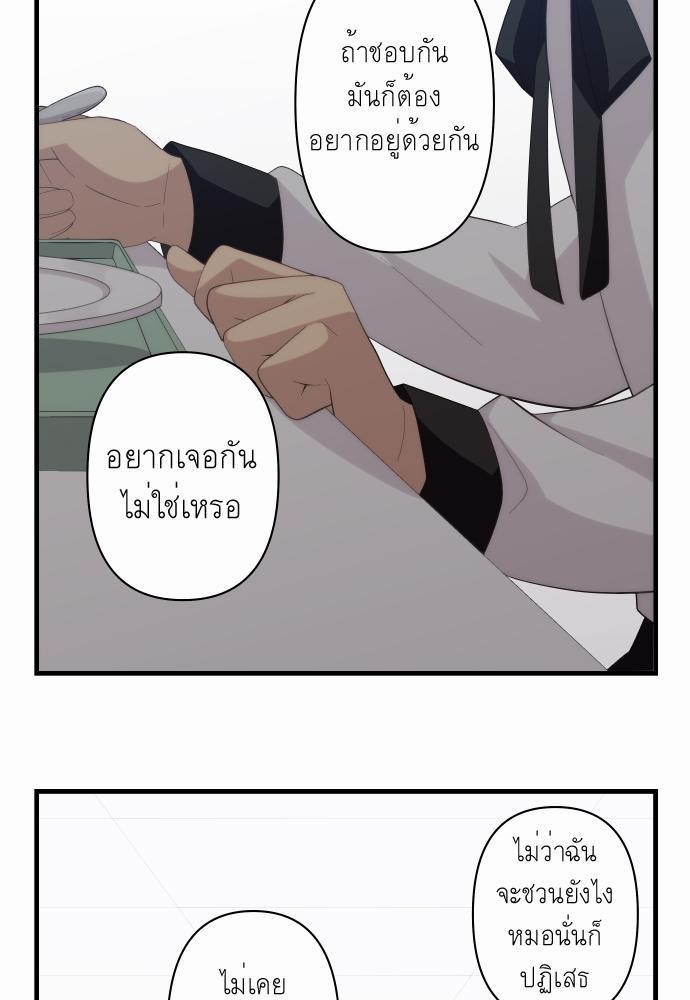 ถ้าชอบกัน
มันก็ต้อง
อยากอยู่ด้วยกัน
อยากเจอกัน
ไม่ใช่เหรอ
ไม่ว่าฉัน
จะชวนยังไง
หมอนั่นก็
ปฏิเสธ
ไม่เคย